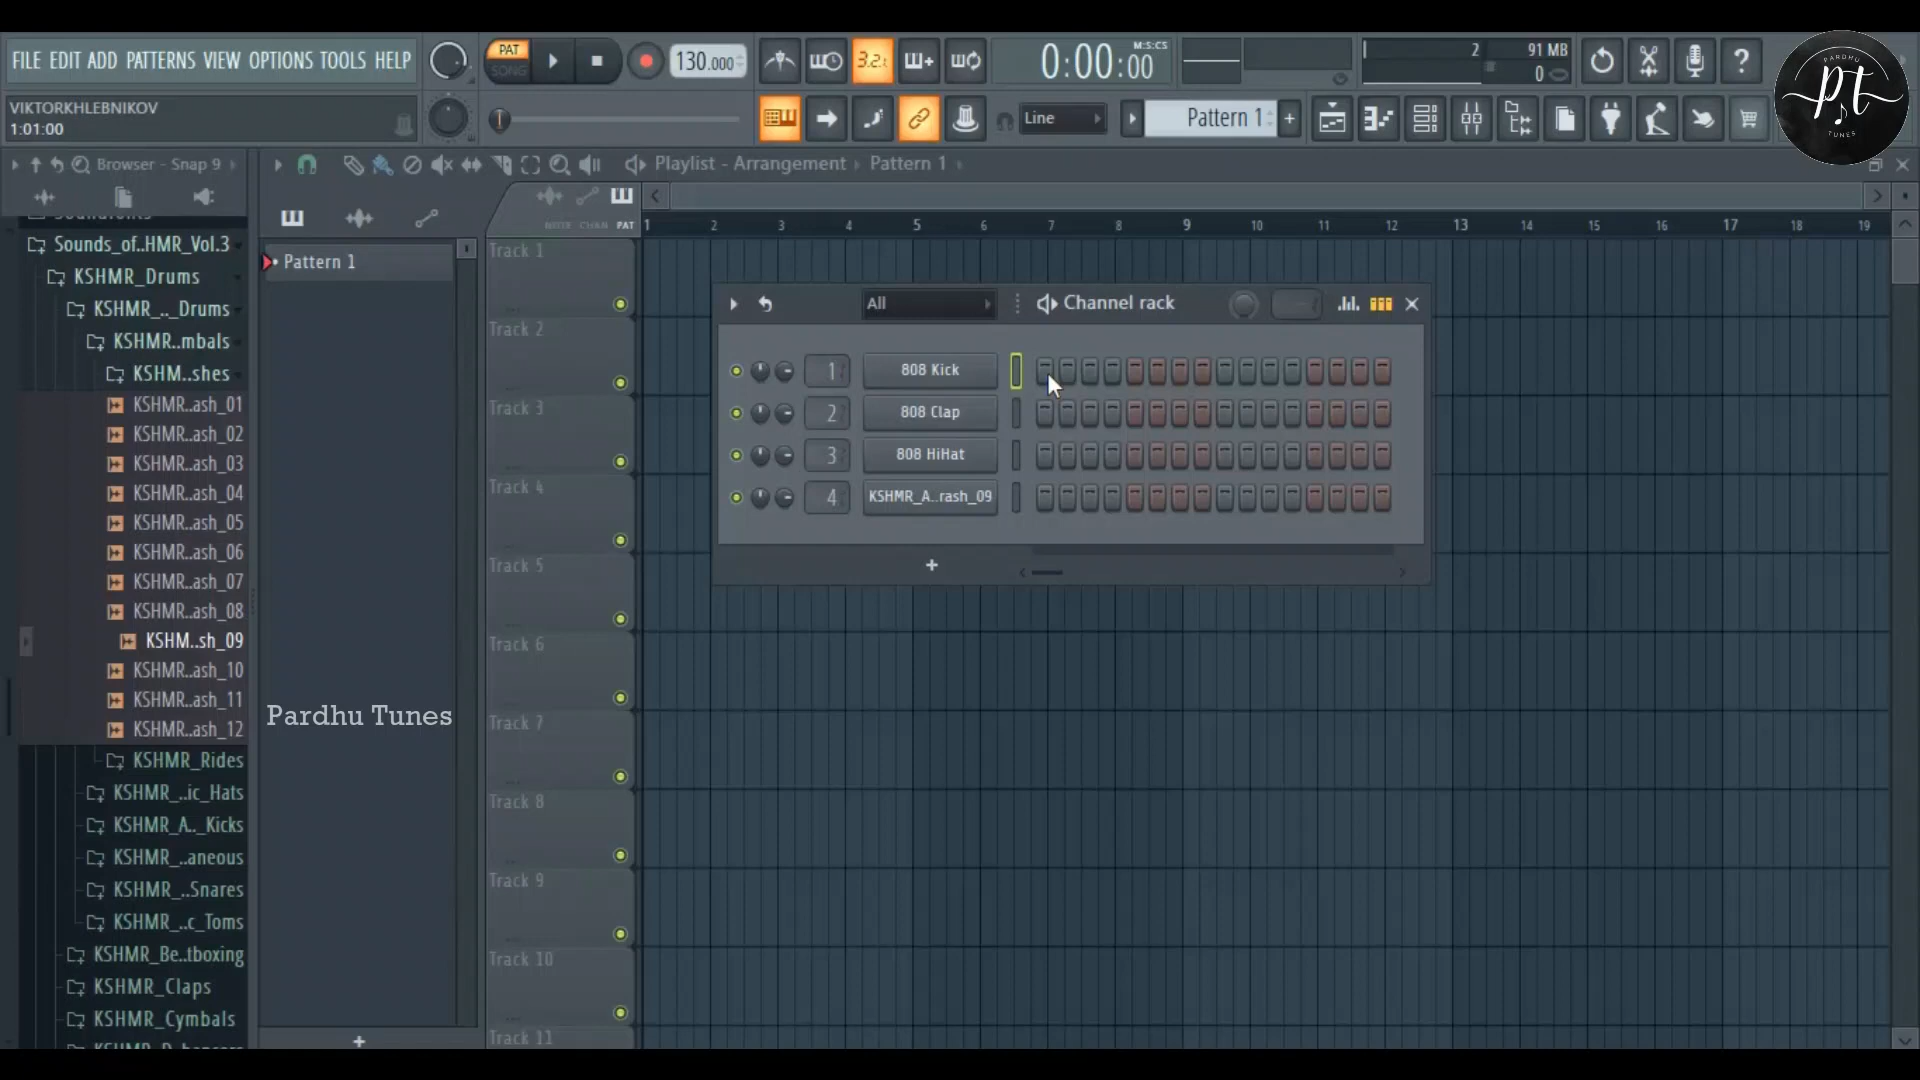 FILE EDIT ADD PATTERNS VIEW OPTIONS TOOLS HELP
PAT
SONG
130.000
3.2.1
0:00:00
M:S:CS
2
91 MB
0
PARDHU
PT
TUNES
VIKTORKHLEBNIKOV
1:01:00
Line
Pattern 1
+
Browser - Snap 9
Playlist - Arrangement
Pattern 1
NOTE CHAN PAT
1 2 3 4 5 6 7 8 9 10 11 12 13 14 15 16 17 18 19
Sounds_of..HMR_Vol.3
KSHMR_Drums
KSHMR_.._Drums
KSHMR..mbals
KSHM..shes
KSHMR..ash_01
KSHMR..ash_02
KSHMR..ash_03
KSHMR..ash_04
KSHMR..ash_05
KSHMR..ash_06
KSHMR..ash_07
KSHMR..ash_08
KSHM..sh_09
KSHMR..ash_10
KSHMR..ash_11
KSHMR..ash_12
KSHMR_Rides
KSHMR_..ic_Hats
KSHMR_A.._Kicks
KSHMR_..aneous
KSHMR_..Snares
KSHMR_..c_Toms
KSHMR_Be..tboxing
KSHMR_Claps
KSHMR_Cymbals
Pattern 1
Pardhu Tunes
+
Track 1
Track 2
Track 3
Track 4
Track 5
Track 6
Track 7
Track 8
Track 9
Track 10
Track 11
All
Channel rack
1
808 Kick
2
808 Clap
3
808 HiHat
4
KSHMR_A..rash_09
+